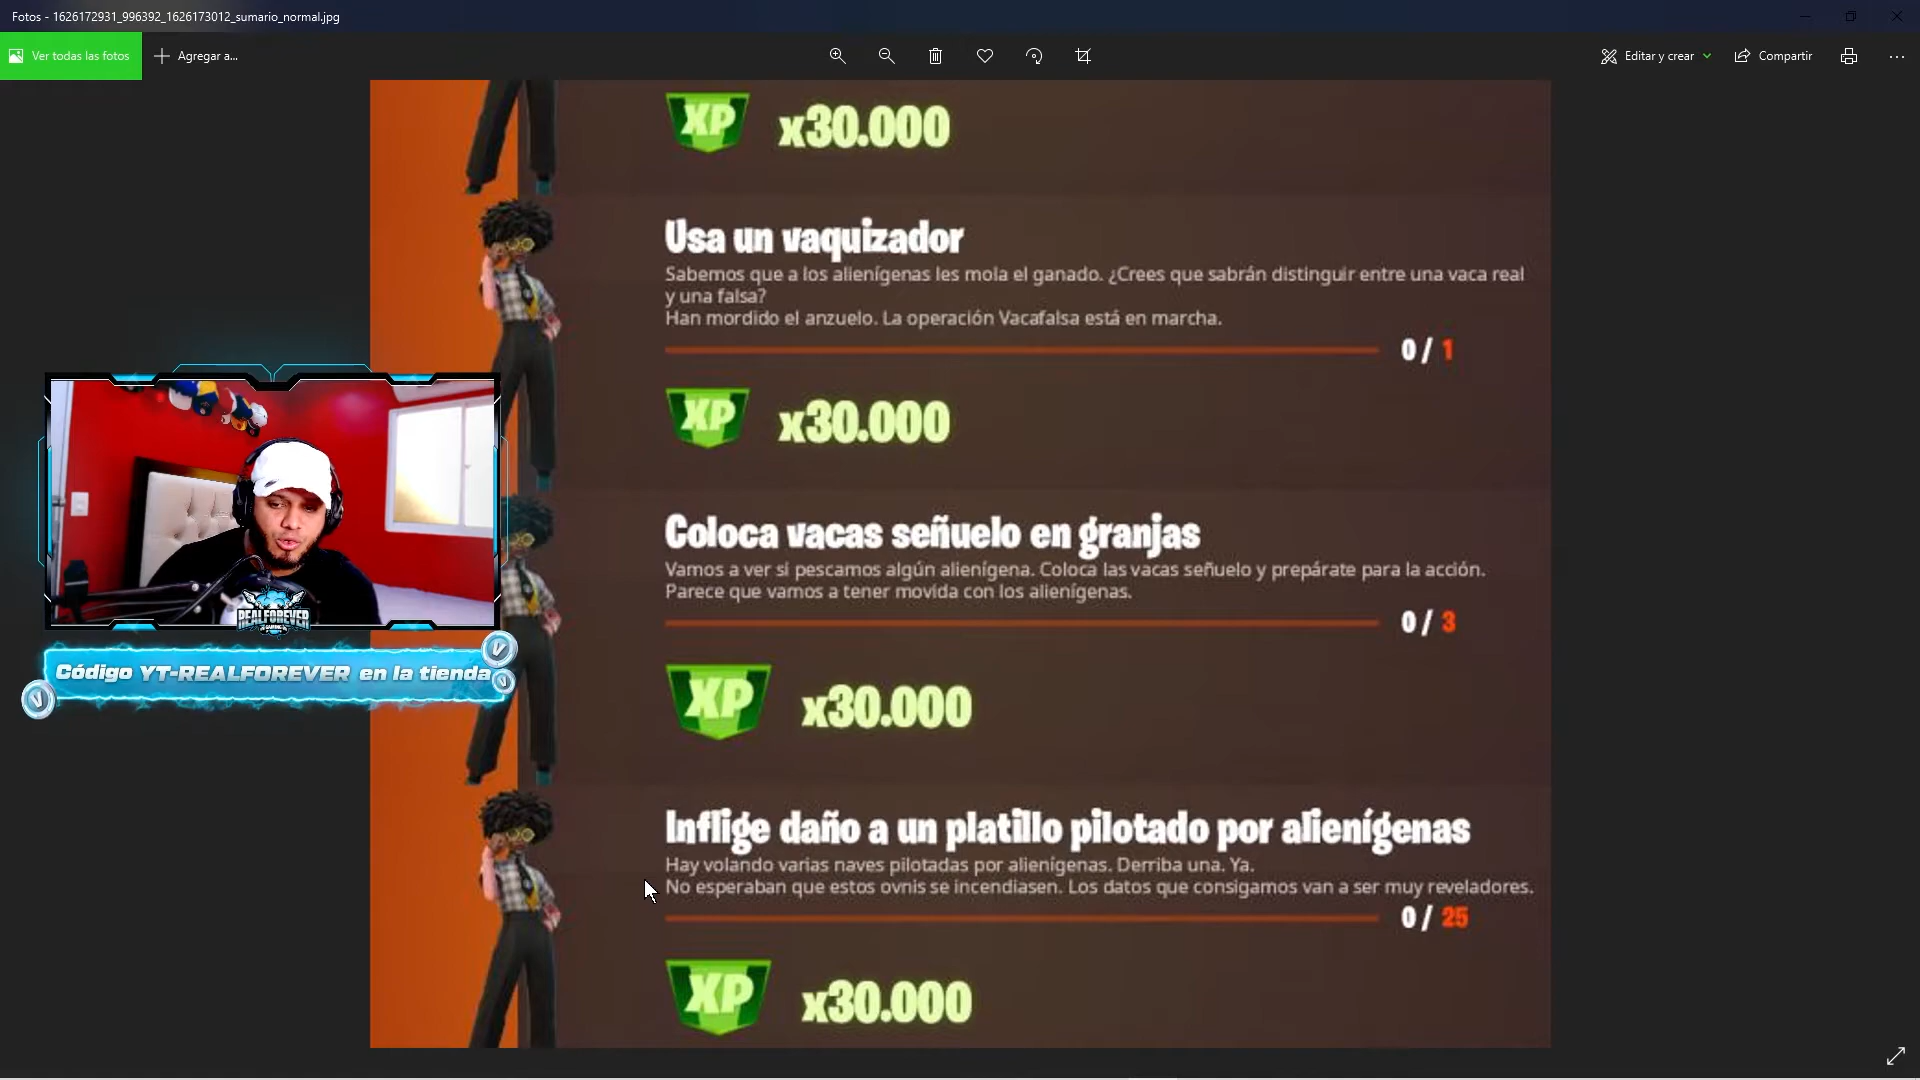 Fotos - 1626172931_996392_1626173012_sumario_normal.jpg
Ver todas las fotos
Agregar a...
Editar y crear
Compartir
XP x30.000
Usa un vaquizador
Sabemos que a los alienígenas les mola el ganado. ¿Crees que sabrán distinguir entre una vaca real
y una falsa?
Han mordido el anzuelo. La operación Vacafalsa está en marcha.
0 / 1
XP x30.000
Coloca vacas señuelo en granjas
Vamos a ver si pescamos algún alienígena. Coloca las vacas señuelo y prepárate para la acción.
Parece que vamos a tener movida con los alienígenas.
0 / 3
XP x30.000
Inflige daño a un platillo pilotado por alienígenas
Hay volando varias naves pilotadas por alienígenas. Derriba una. Ya.
No esperaban que estos ovnis se incendiasen. Los datos que consigamos van a ser muy reveladores.
0 / 25
XP x30.000
REALFOREVER
GAMING
Código YT-REALFOREVER en la tienda
V
V
V